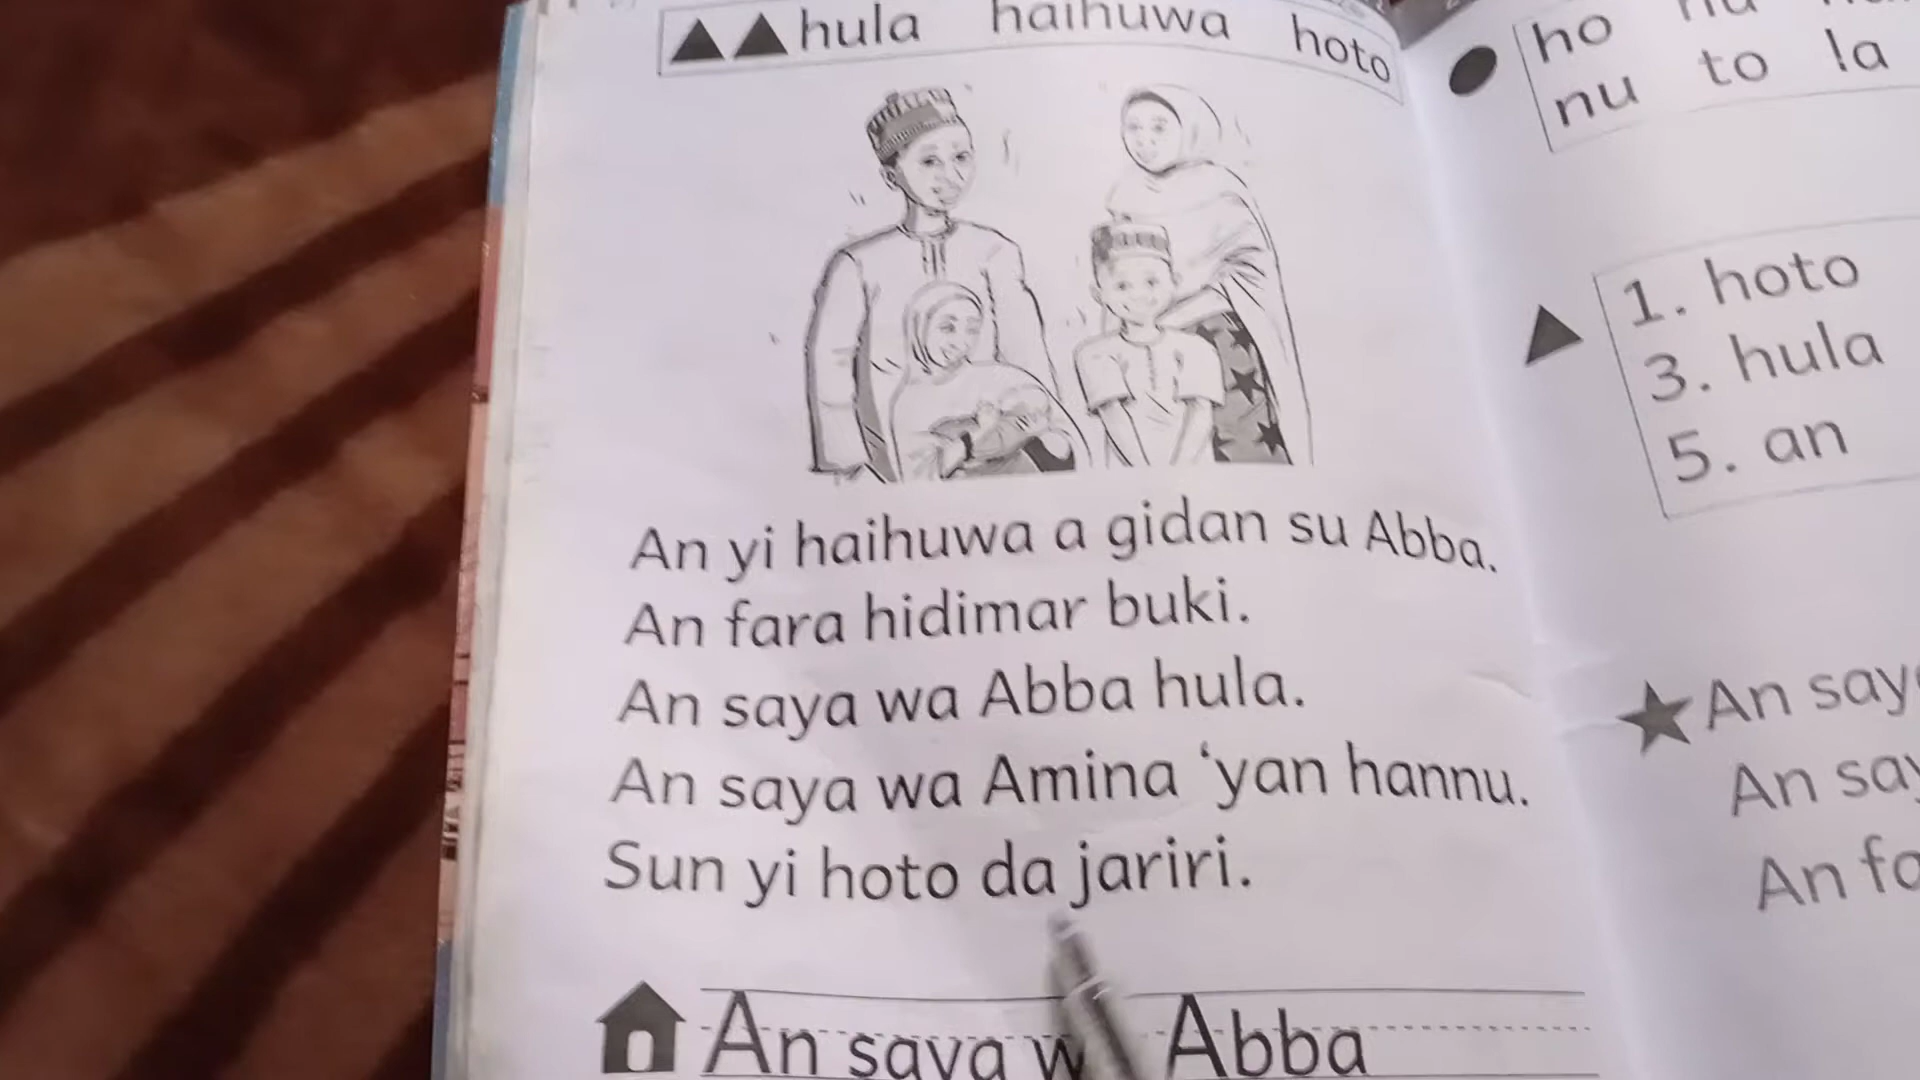 hula haihuwa hoto
An yi haihuwa a gidan su Abba.
An fara hidimar buki.
An saya wa Abba hula.
An saya wa Amina ‘yan hannu.
Sun yi hoto da jariri.
An saya Abba
ho
nu to la
1. hoto
3. hula
5. an
An
An
An